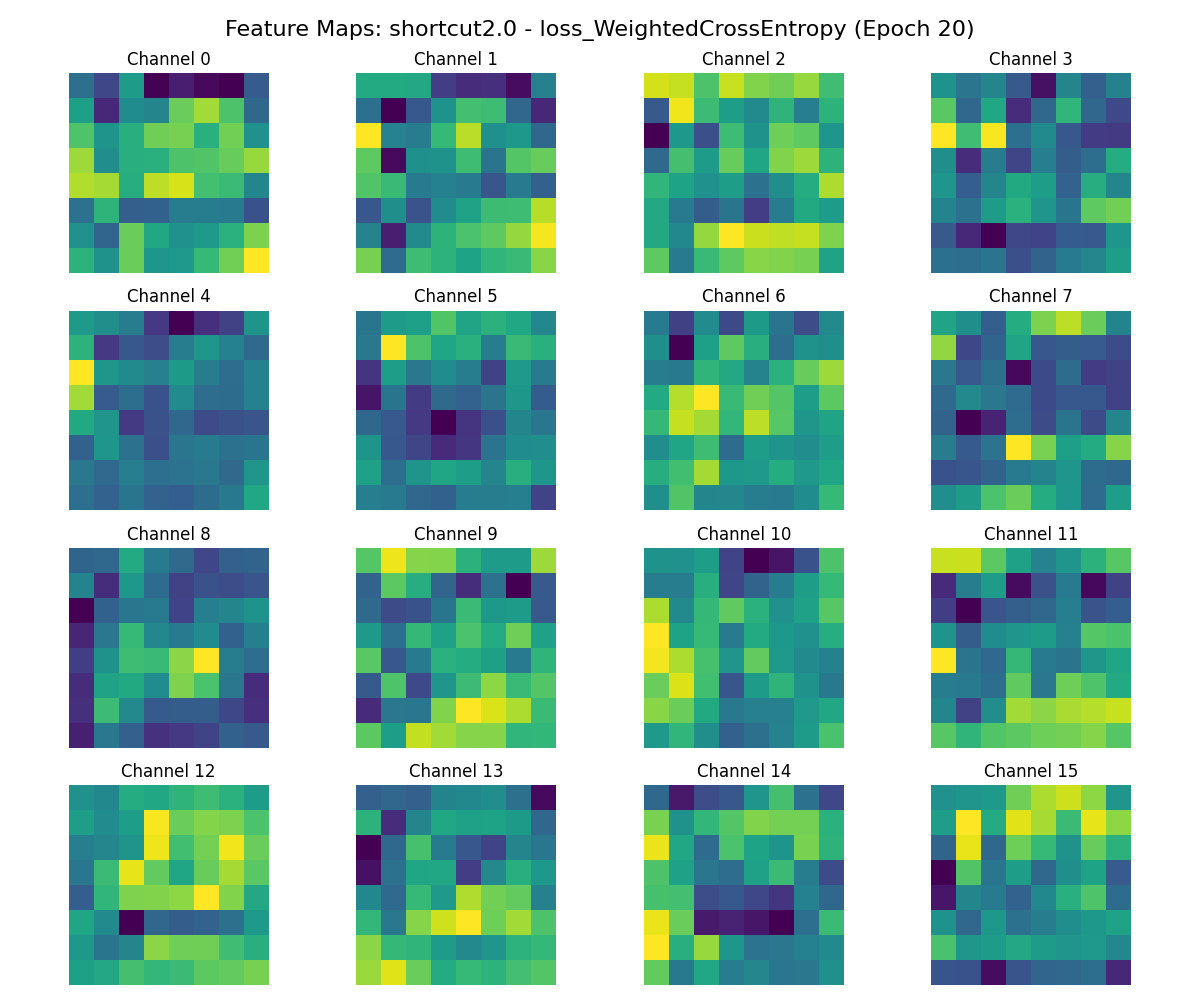 Feature Maps: shortcut2.0 - loss_WeightedCrossEntropy (Epoch 20)
Channel 0
Channel 1
Channel 2
Channel 3
Channel 4
Channel 5
Channel 6
Channel 7
Channel 8
Channel 9
Channel 10
Channel 11
Channel 12
Channel 13
Channel 14
Channel 15